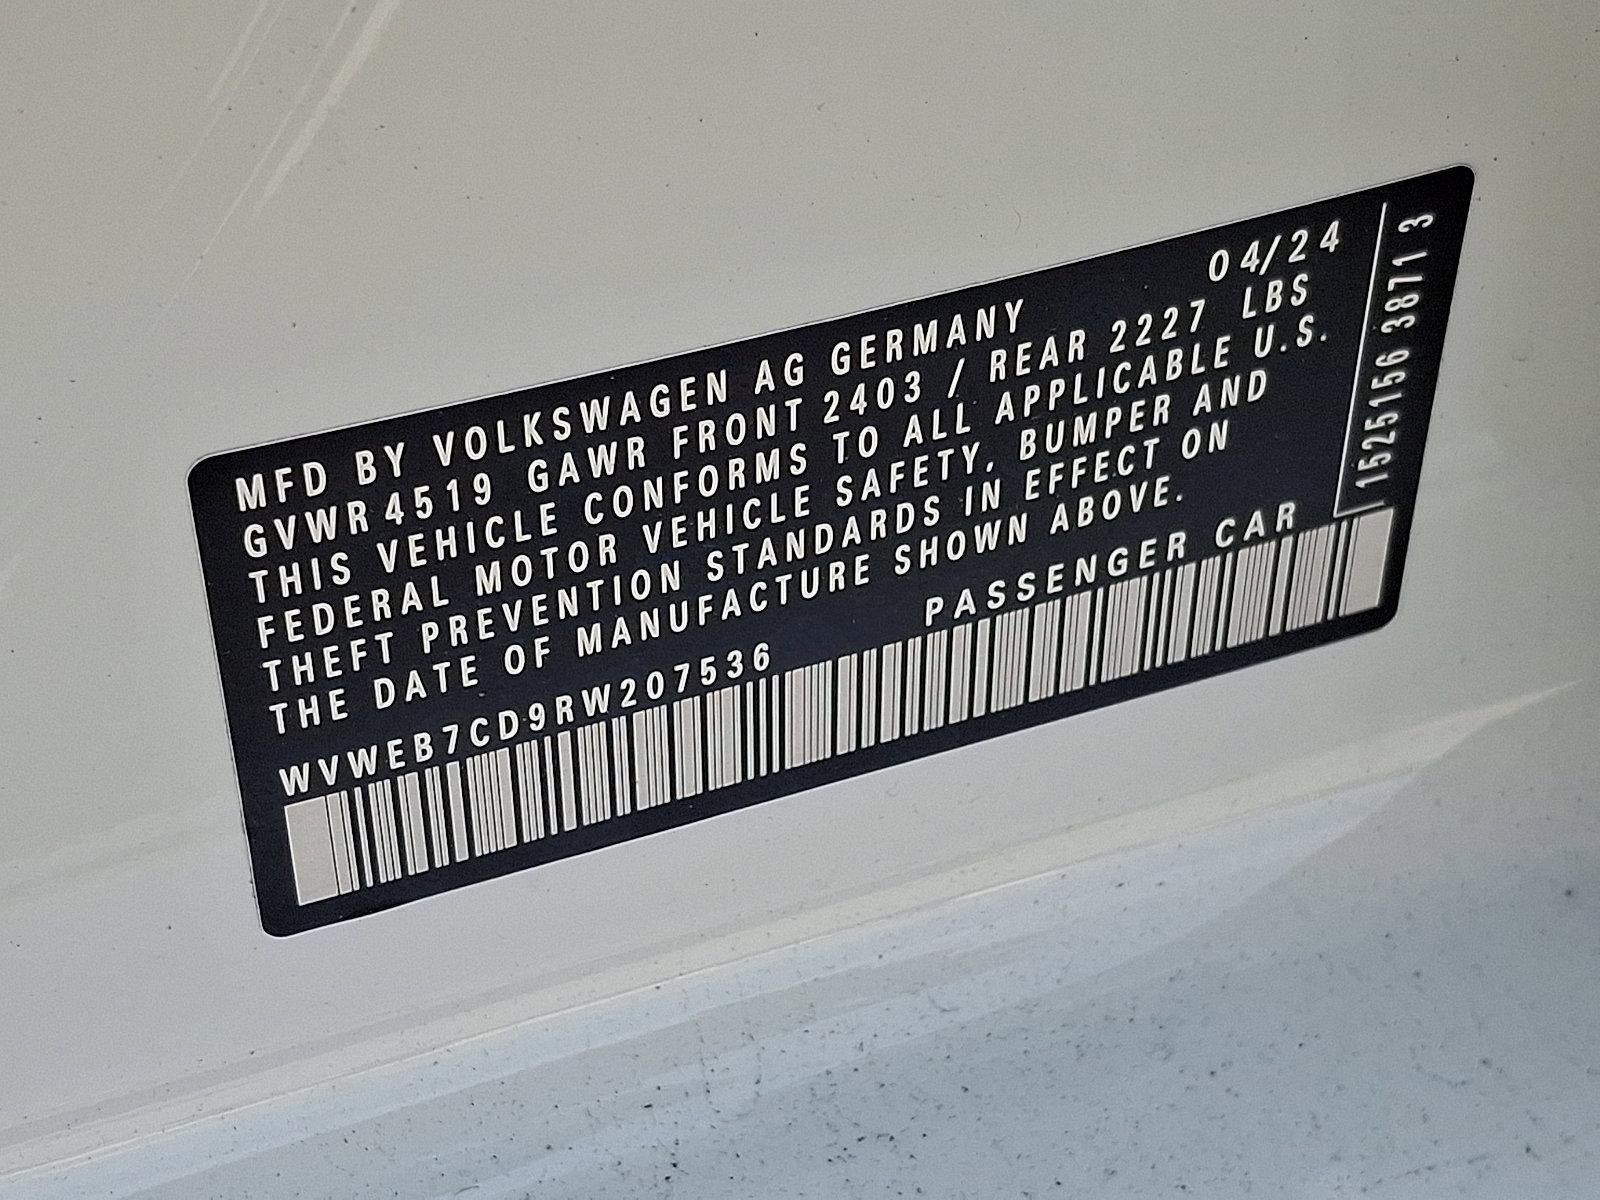 MFD BY VOLKSWAGEN AG GERMANY 04/24
GVWR 4519 GAWR FRONT 2403 / REAR 2227 LBS
THIS VEHICLE CONFORMS TO ALL APPLICABLE U.S.
FEDERAL MOTOR VEHICLE SAFETY, BUMPER AND
THEFT PREVENTION STANDARDS IN EFFECT ON
THE DATE OF MANUFACTURE SHOWN ABOVE.
WVWEB7CD9RW207536 PASSENGER CAR
1525156 3871 3